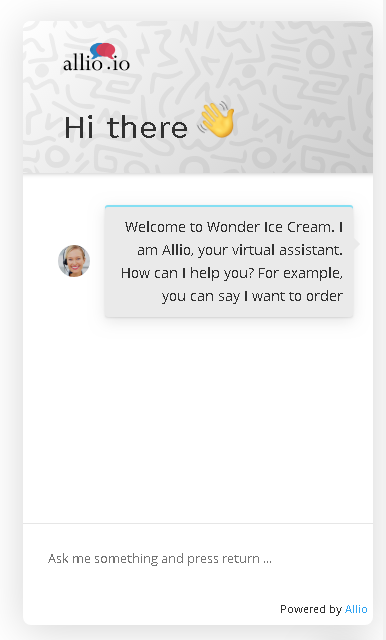 allio.io
Hi there
Welcome to Wonder Ice Cream. I
am Allio, your virtual assistant.
How can I help you? For example,
you can say I want to order
Ask me something and press return ...
Powered by Allio